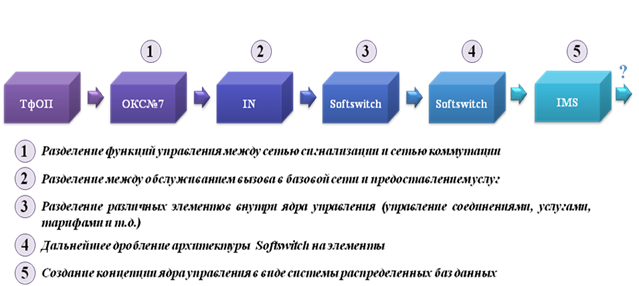 1 2 3 4 5
ТфОП ОКС№7 IN Softswitch Softswitch IMS ?
1 Разделение функций управления между сетью сигнализации и сетью коммутации
2 Разделение между обслуживанием вызова в базовой сети и предоставлением услуг
3 Разделение различных элементов внутри ядра управления (управление соединениями, услугами,
тарифами и т.д.)
4 Дальнейшее дробление архитектуры Softswitch на элементы
5 Создание концепции ядра управления в виде системы распределенных баз данных